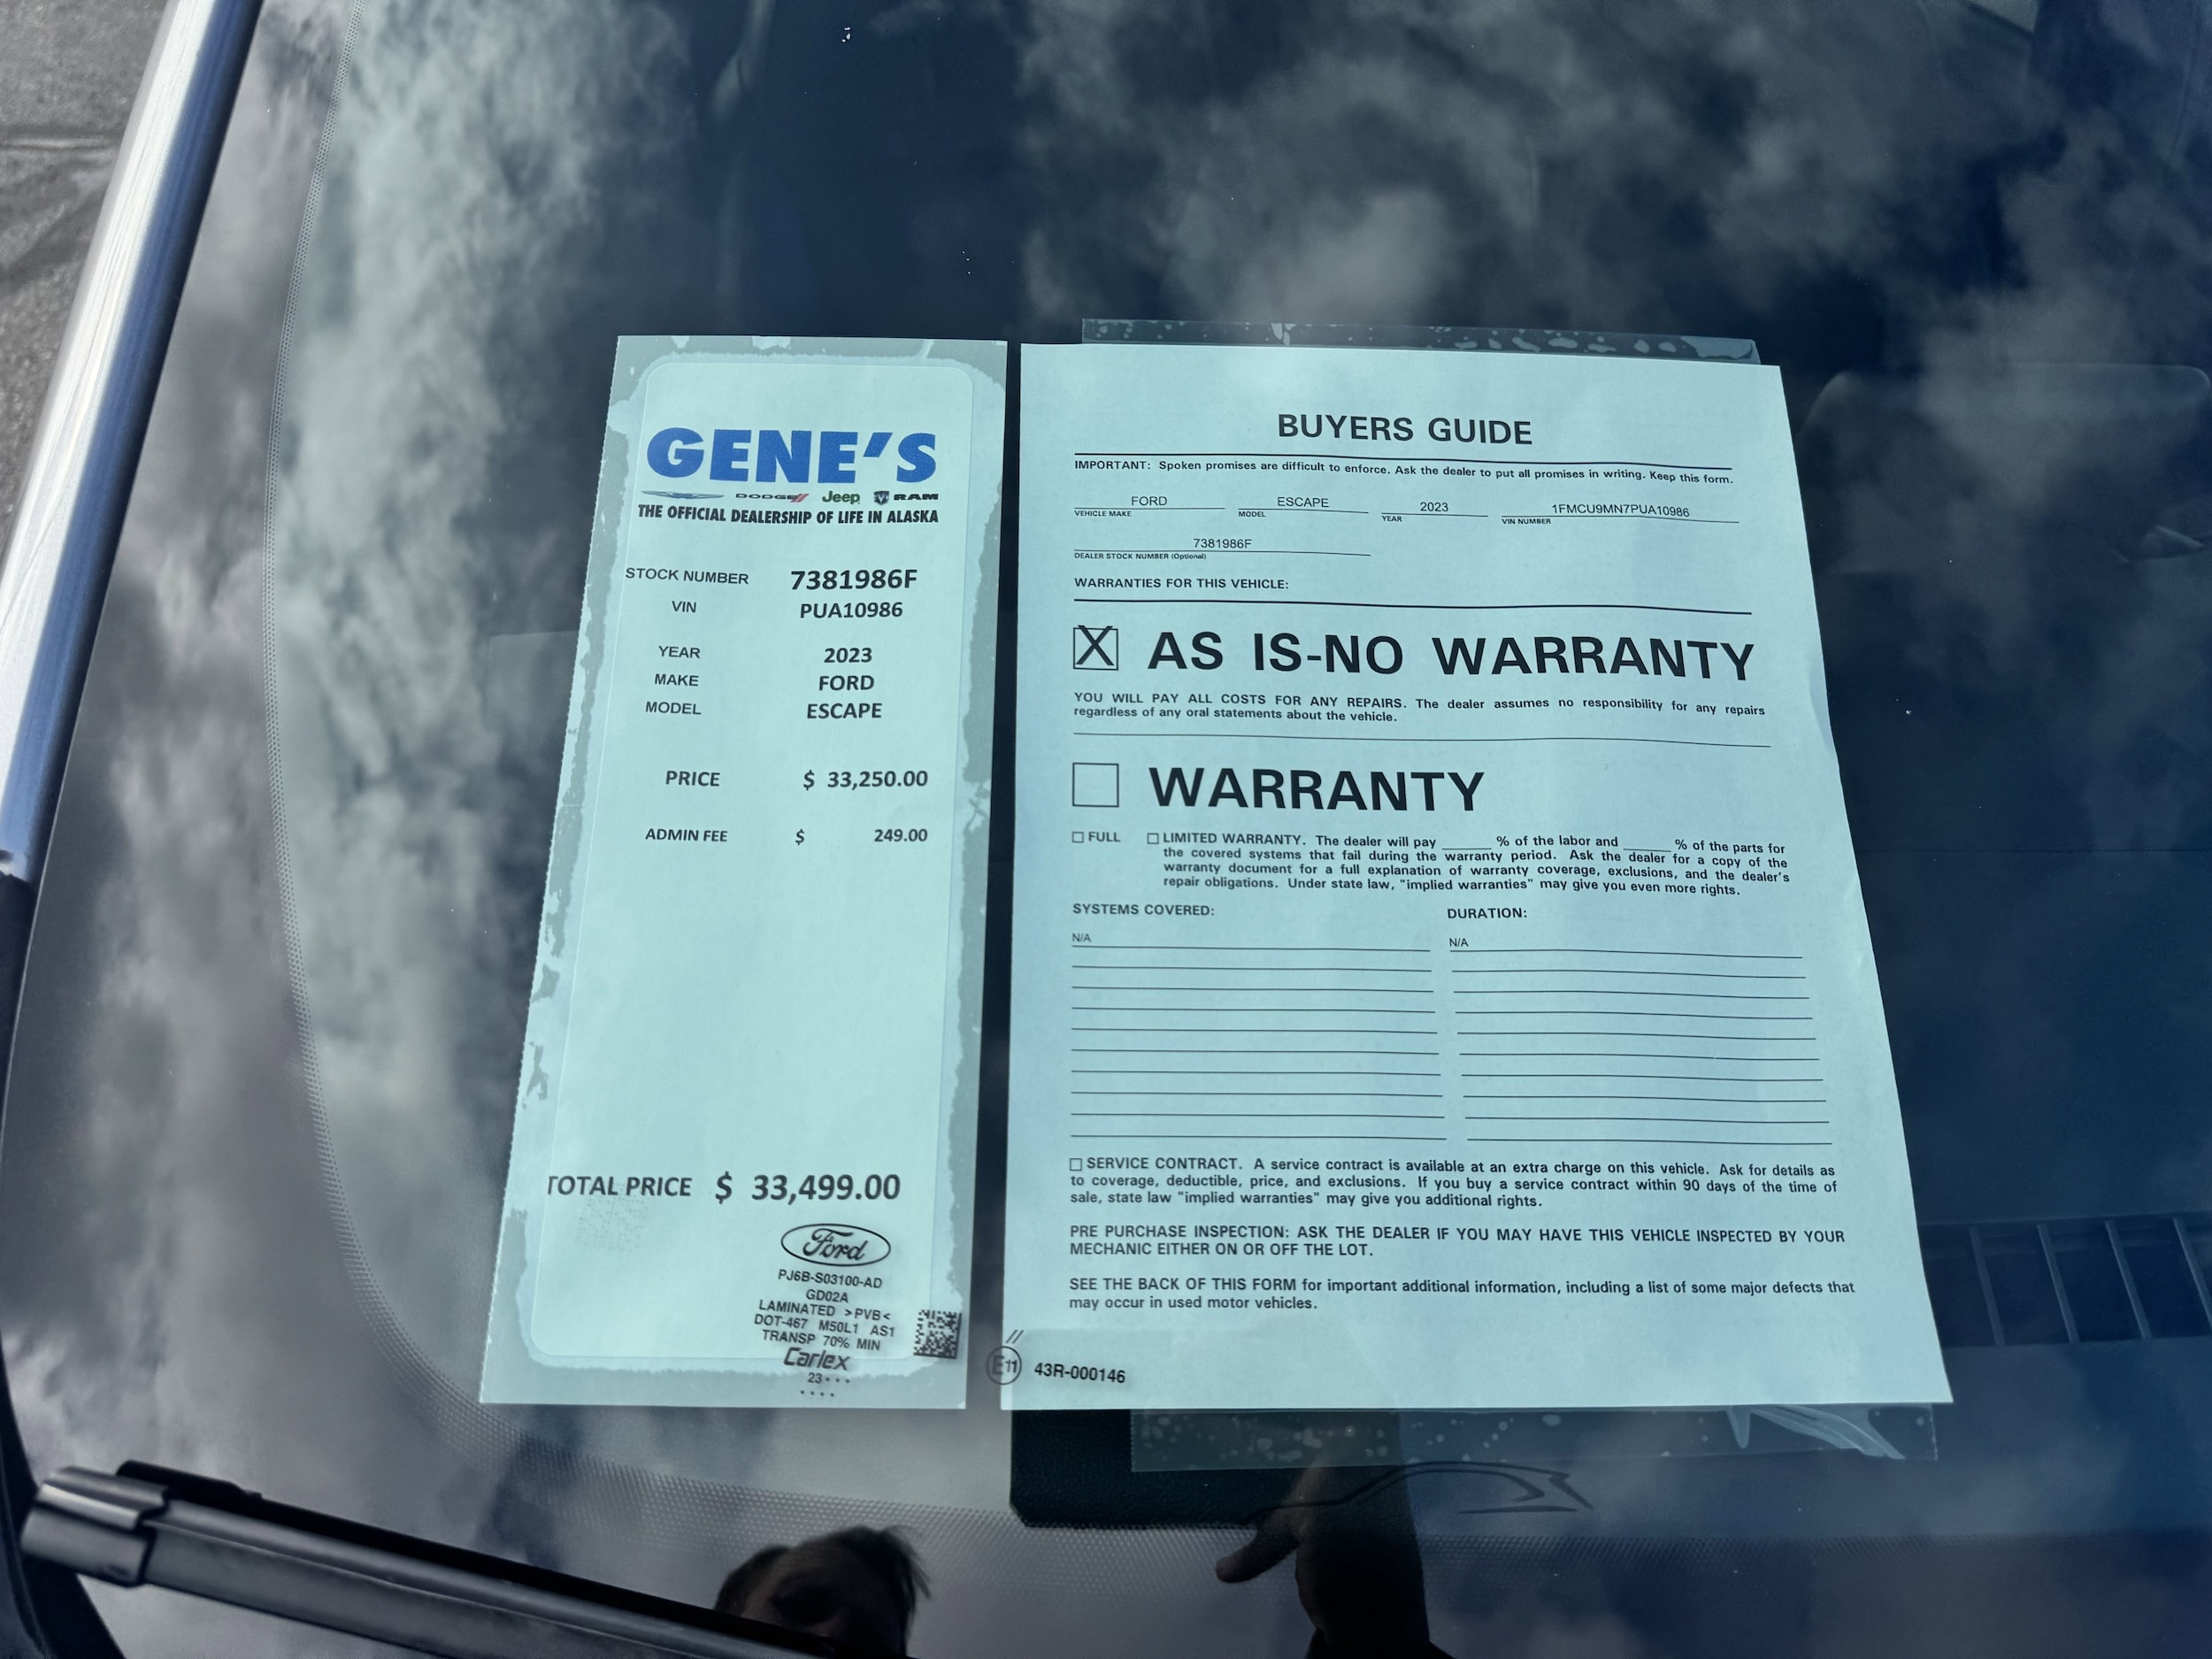 GENE'S
DODGE Jeep RAM
THE OFFICIAL DEALERSHIP OF LIFE IN ALASKA
STOCK NUMBER 7381986F
VIN PUA10986
YEAR 2023
MAKE FORD
MODEL ESCAPE
PRICE $ 33,250.00
ADMIN FEE $ 249.00
TOTAL PRICE $ 33,499.00
Ford
PJ6B-S03100-AD
GD02A
LAMINATED >PVB<
DOT-467 M50L1 AS1
TRANSP 70% MIN
Carlex
23
BUYERS GUIDE
IMPORTANT: Spoken promises are difficult to enforce. Ask the dealer to put all promises in writing. Keep this form.
FORD ESCAPE 2023 1FMCU9MN7PUA10986
VEHICLE MAKE MODEL YEAR VIN NUMBER
7381986F
DEALER STOCK NUMBER (Optional)
WARRANTIES FOR THIS VEHICLE:
X AS IS-NO WARRANTY
YOU WILL PAY ALL COSTS FOR ANY REPAIRS. The dealer assumes no responsibility for any repairs
regardless of any oral statements about the vehicle.
WARRANTY
FULL LIMITED WARRANTY. The dealer will pay ______ % of the labor and ______ % of the parts for
the covered systems that fail during the warranty period. Ask the dealer for a copy of the
warranty document for a full explanation of warranty coverage, exclusions, and the dealer's
repair obligations. Under state law, "implied warranties" may give you even more rights.
SYSTEMS COVERED: DURATION:
N/A N/A
SERVICE CONTRACT. A service contract is available at an extra charge on this vehicle. Ask for details as
to coverage, deductible, price, and exclusions. If you buy a service contract within 90 days of the time of
sale, state law "implied warranties" may give you additional rights.
PRE PURCHASE INSPECTION: ASK THE DEALER IF YOU MAY HAVE THIS VEHICLE INSPECTED BY YOUR
MECHANIC EITHER ON OR OFF THE LOT.
SEE THE BACK OF THIS FORM for important additional information, including a list of some major defects that
may occur in used motor vehicles.
//
E11 43R-000146